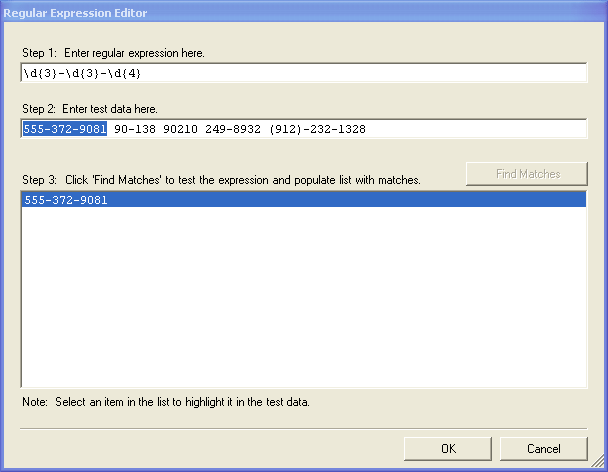 Regular Expression Editor
Step 1:  Enter regular expression here.
\d{3}-\d{3}-\d{4}
Step 2:  Enter test data here.
555-372-9081 90-138 90210 249-8932 (912)-232-1328
Find Matches
Step 3:  Click 'Find Matches' to test the expression and populate list with matches.
555-372-9081
Note:  Select an item in the list to highlight it in the test data.
OK
Cancel